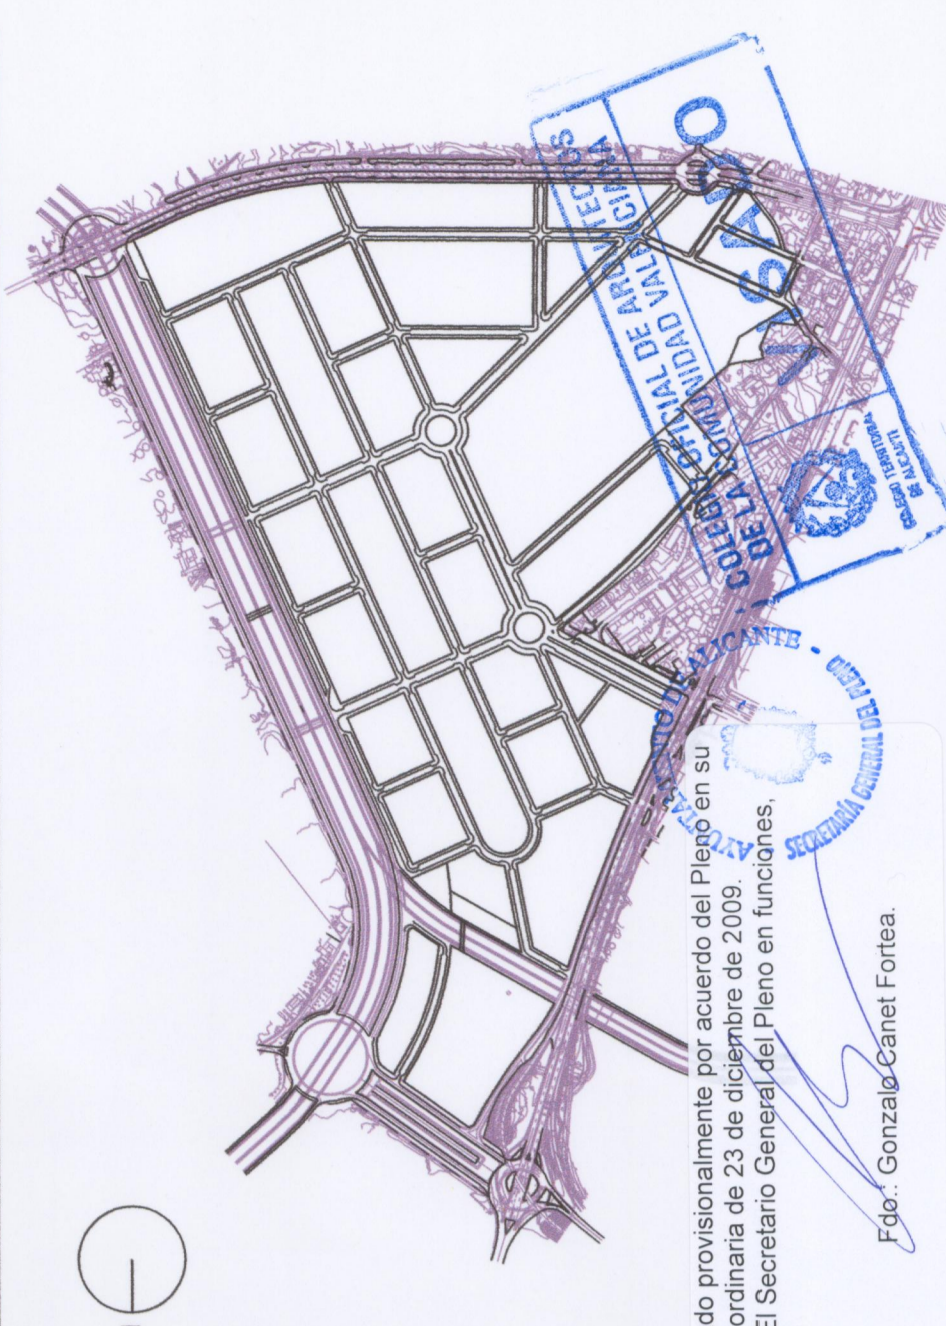 COLEGIO OFICIAL DE ARQUITECTOS
DE LA COMUNIDAD VALENCIANA
VISADO
COLEGIO TERRITORIAL
DE ALICANTE
AYUNTAMIENTO DE ALICANTE -
SECRETARÍA GENERAL DEL PLENO
do provisionalmente por acuerdo del Pleno en su
ordinaria de 23 de diciembre de 2009.
El Secretario General del Pleno en funciones,
Fdo.: Gonzalo Canet Fortea.